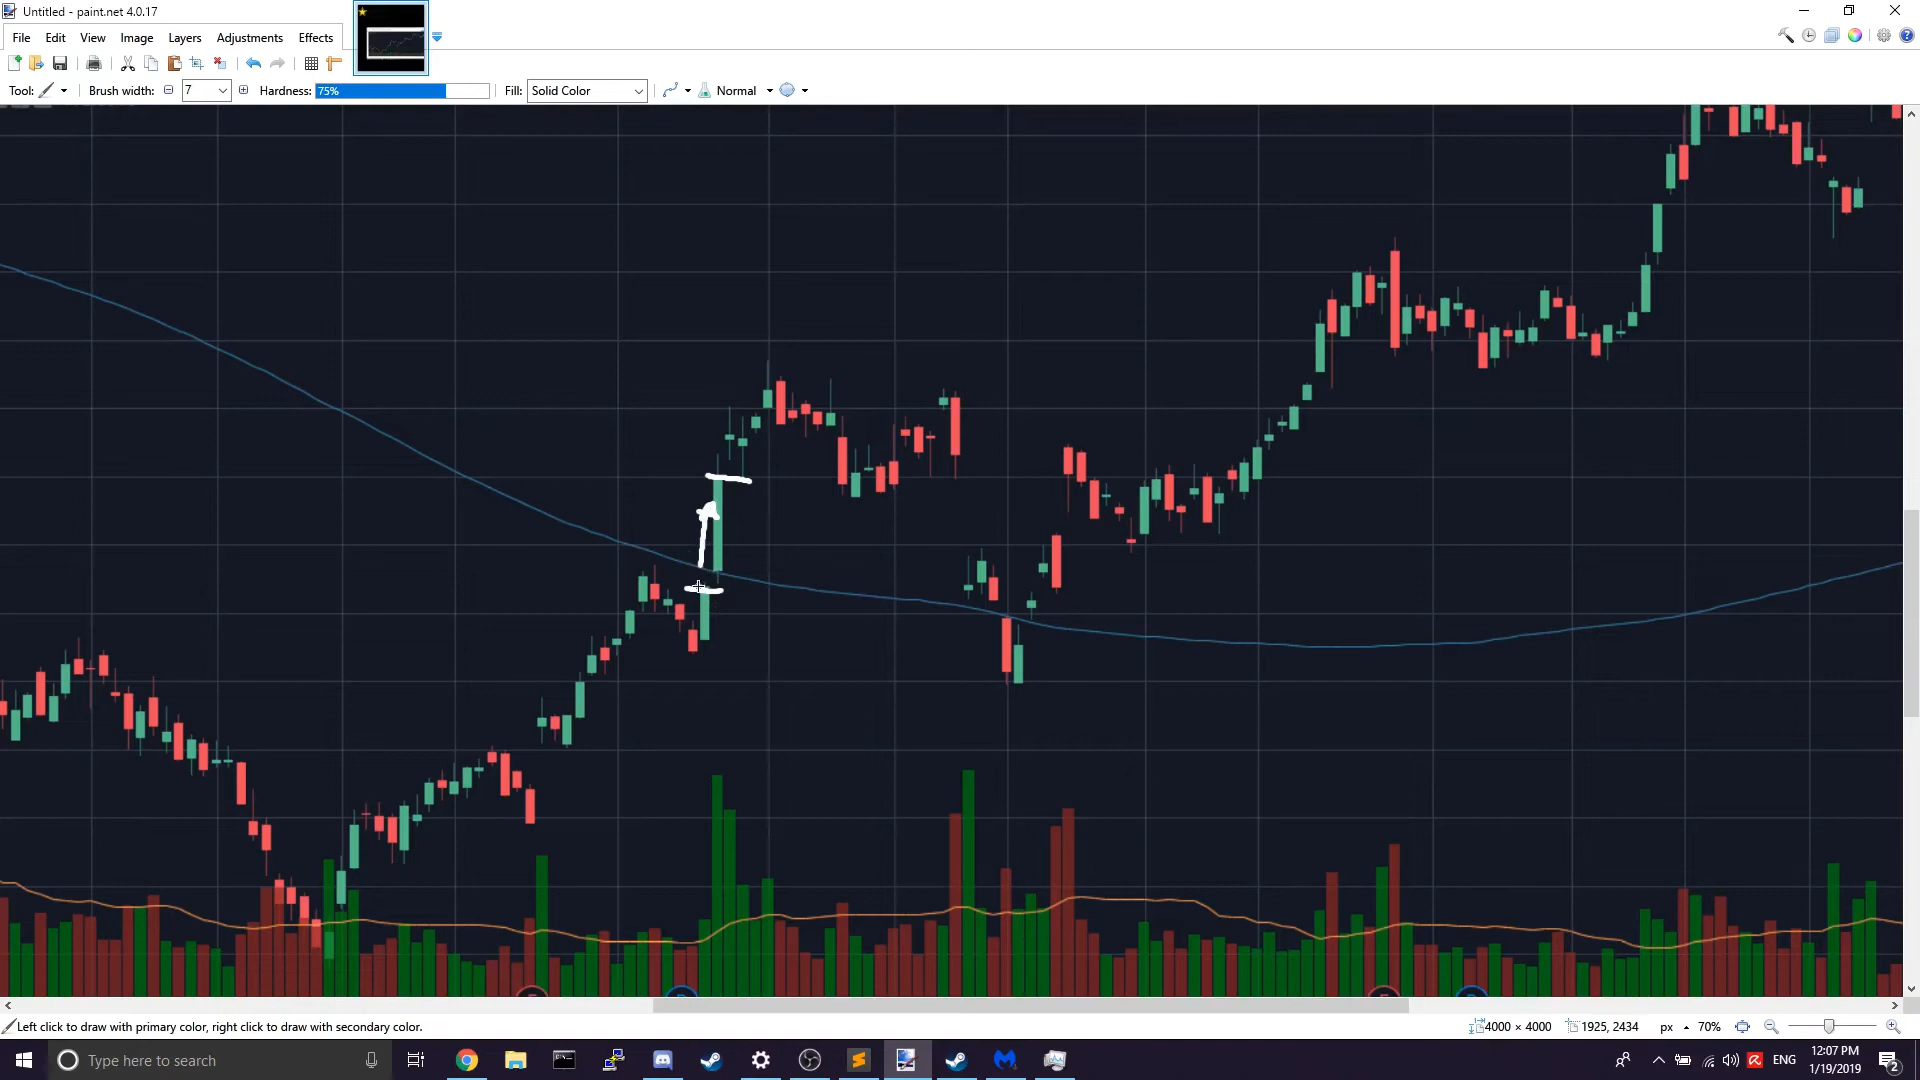 Untitled - paint.net 4.0.17
File Edit View Image Layers Adjustments Effects
Tool: Brush width: 7 Hardness: 75% Fill: Solid Color Normal
Left click to draw with primary color, right click to draw with secondary color. 4000 × 4000 1925, 2434 px 70%
Type here to search
ENG
12:07 PM
1/19/2019
2